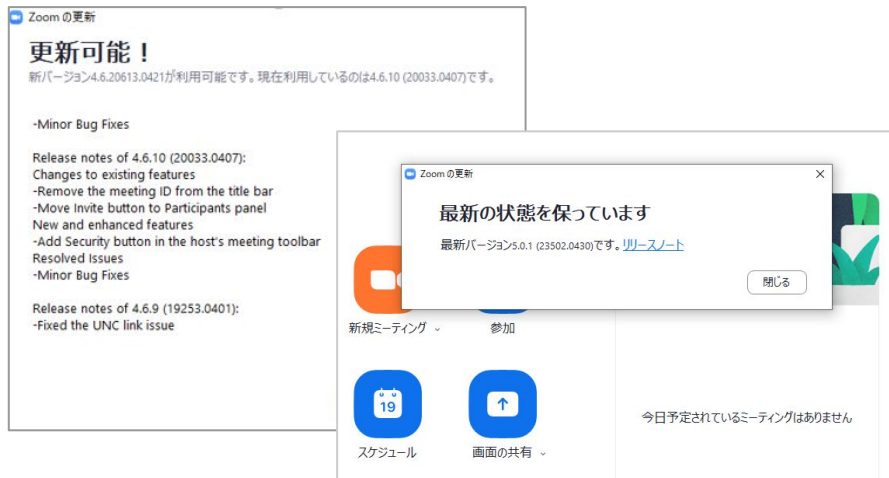 Zoom の更新
更新可能！
新バージョン4.6.20613.0421が利用可能です。現在利用しているのは4.6.10 (20033.0407)です。
-Minor Bug Fixes
Release notes of 4.6.10 (20033.0407):
Changes to existing features
-Remove the meeting ID from the title bar
-Move Invite button to Participants panel
New and enhanced features
-Add Security button in the host's meeting toolbar
Resolved Issues
-Minor Bug Fixes
Release notes of 4.6.9 (19253.0401):
-Fixed the UNC link issue
Zoom の更新
最新の状態を保っています
最新バージョン5.0.1 (23502.0430)です。リリースノート
閉じる
新規ミーティング
参加
19
スケジュール
画面の共有
今日予定されているミーティングはありません